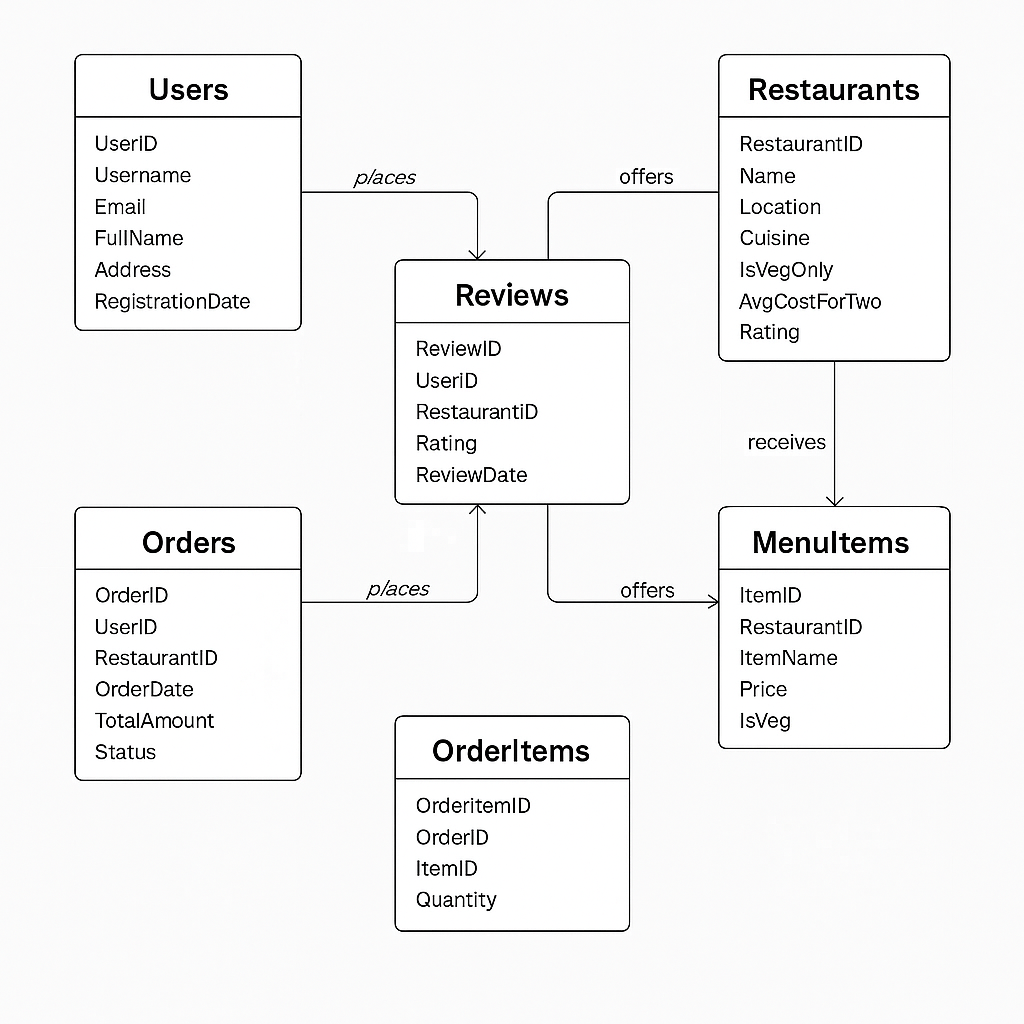 Users
UserID
Username
Email
FullName
Address
RegistrationDate
places
offers
Restaurants
RestaurantID
Name
Location
Cuisine
IsVegOnly
AvgCostForTwo
Rating
Reviews
ReviewID
UseriD
RestaurantiD
Rating
ReviewDate
receives
Orders
OrderID
UserID
RestaurantID
OrderDate
TotalAmount
Status
places
offers
MenuItems
ItemID
RestaurantID
ItemName
Price
IsVeg
OrderItems
OrderitemID
OrderID
ItemID
Quantity